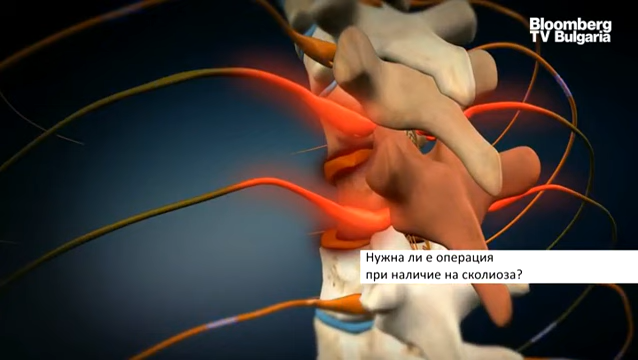 Bloomberg
TV Bulgaria
Нужна ли е операция
при наличие на сколиоза?